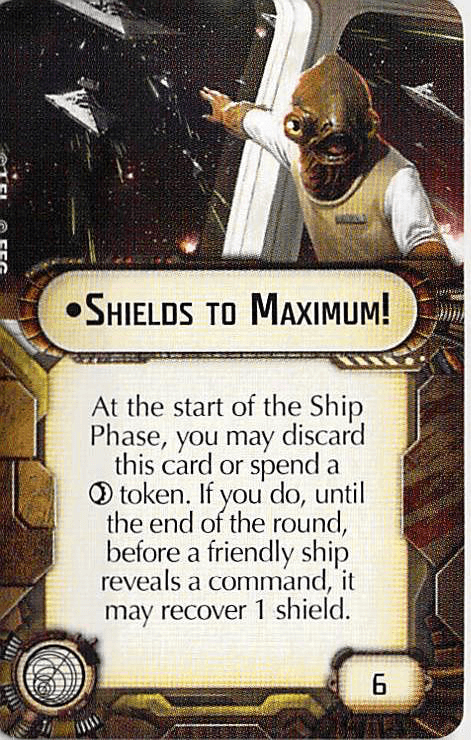 •Shields to Maximum!
At the start of the Ship
Phase, you may discard
this card or spend a
token. If you do, until
the end of the round,
before a friendly ship
reveals a command, it
may recover 1 shield.
6
©LFL © FFG